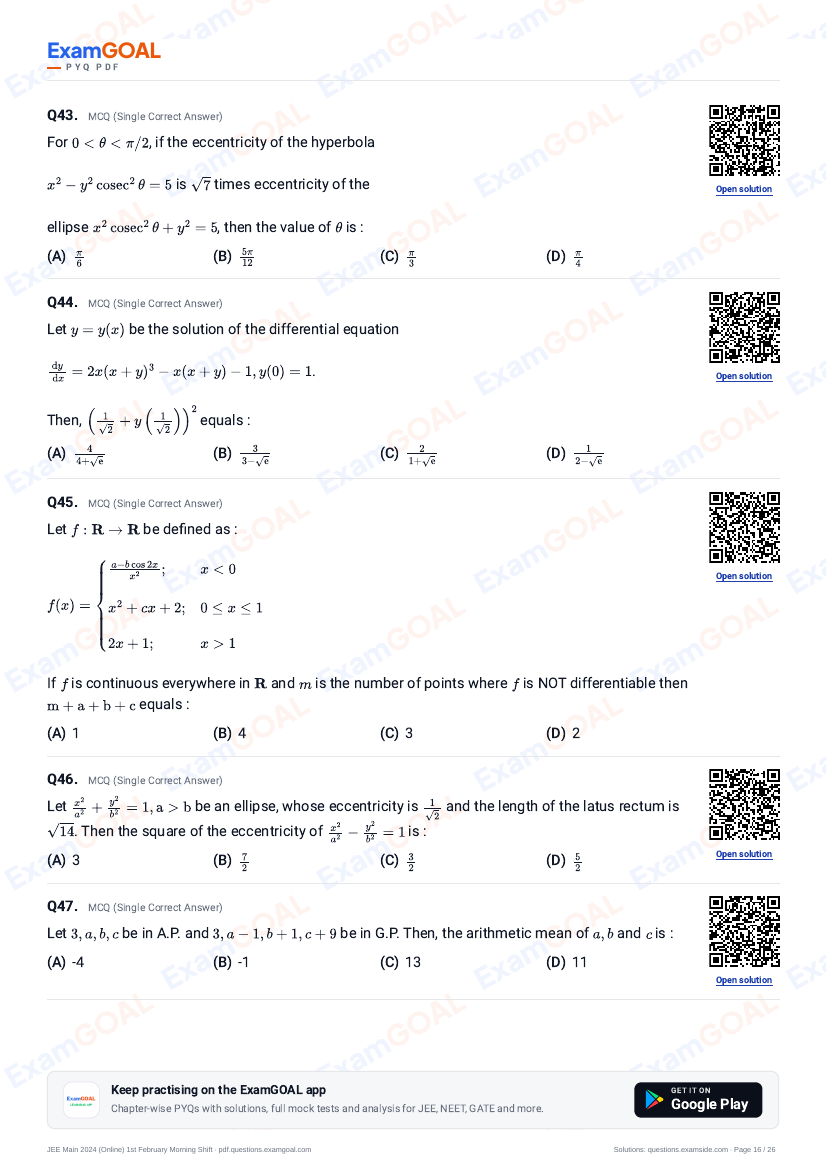 ExamGOAL
PYQ PDF
Q43. MCQ (Single Correct Answer)
For 0 < θ < π/2, if the eccentricity of the hyperbola
x² − y² cosec² θ = 5 is √7 times eccentricity of the
ellipse x² cosec² θ + y² = 5, then the value of θ is :
(A) π/6 (B) 5π/12 (C) π/3 (D) π/4
Open solution
Q44. MCQ (Single Correct Answer)
Let y = y(x) be the solution of the differential equation
dy/dx = 2x(x + y)³ − x(x + y) − 1, y(0) = 1.
Then, (1/√2 + y(1/√2))² equals :
(A) 4/(4+√e) (B) 3/(3−√e) (C) 2/(1+√e) (D) 1/(2−√e)
Open solution
Q45. MCQ (Single Correct Answer)
Let f : R → R be defined as :
f(x) = { (a−b cos 2x)/x² ; x < 0
x² + cx + 2; 0 ≤ x ≤ 1
2x + 1; x > 1
If f is continuous everywhere in R and m is the number of points where f is NOT differentiable then
m + a + b + c equals :
(A) 1 (B) 4 (C) 3 (D) 2
Open solution
Q46. MCQ (Single Correct Answer)
Let x²/a² + y²/b² = 1, a > b be an ellipse, whose eccentricity is 1/√2 and the length of the latus rectum is
√14. Then the square of the eccentricity of x²/a² − y²/b² = 1 is :
(A) 3 (B) 7/2 (C) 3/2 (D) 5/2
Open solution
Q47. MCQ (Single Correct Answer)
Let 3, a, b, c be in A.P. and 3, a − 1, b + 1, c + 9 be in G.P. Then, the arithmetic mean of a, b and c is :
(A) -4 (B) -1 (C) 13 (D) 11
Open solution
Keep practising on the ExamGOAL app
Chapter-wise PYQs with solutions, full mock tests and analysis for JEE, NEET, GATE and more.
GET IT ON
Google Play
JEE Main 2024 (Online) 1st February Morning Shift · pdf.questions.examgoal.com
Solutions: questions.examside.com · Page 16 / 26